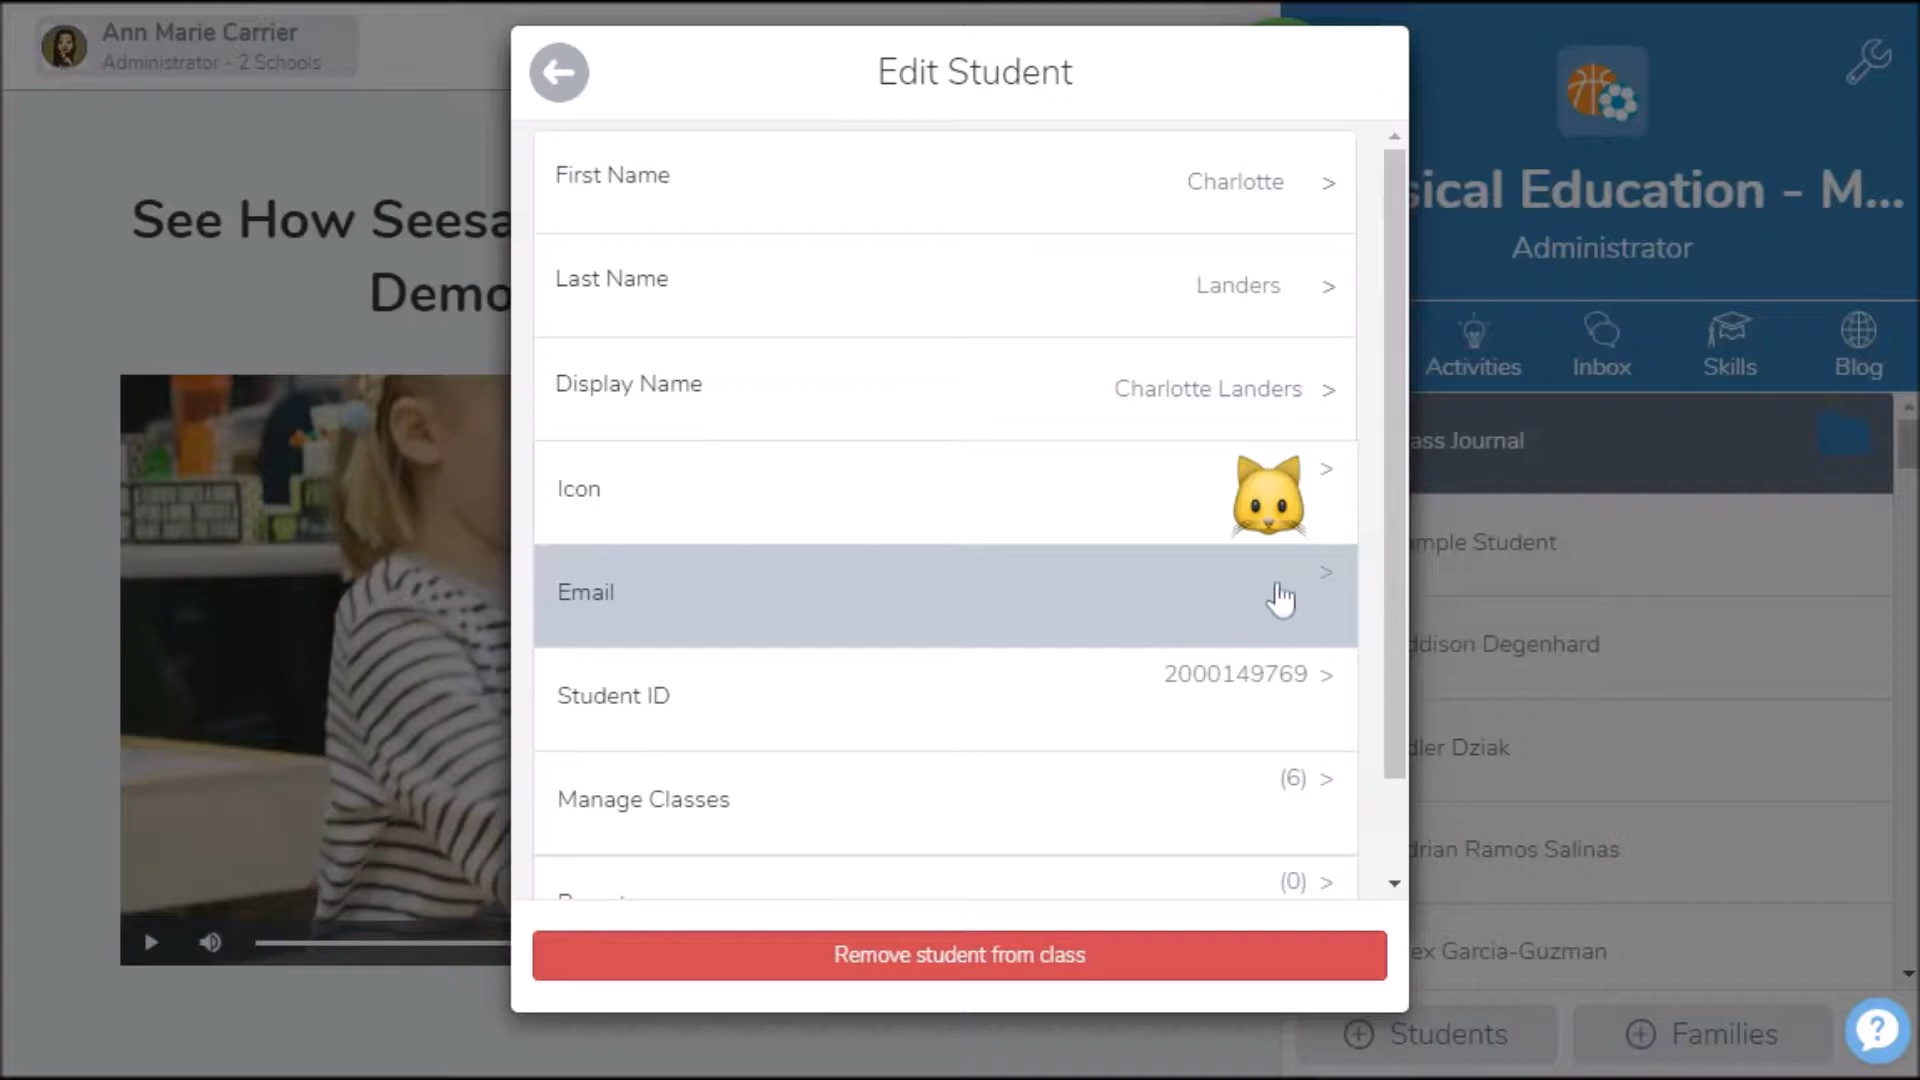 Ann Marie Carrier
Administrator - 2 Schools
See How Seesa
Demo
Edit Student
First Name
Charlotte >
Last Name
Landers >
Display Name
Charlotte Landers >
Icon
>
Email
>
Student ID
2000149769 >
Manage Classes
(6) >
(0) >
Remove student from class
sical Education - M...
Administrator
Activities
Inbox
Skills
Blog
ass Journal
mple Student
ddison Degenhard
dler Dziak
drian Ramos Salinas
ex Garcia-Guzman
Students
Families
?